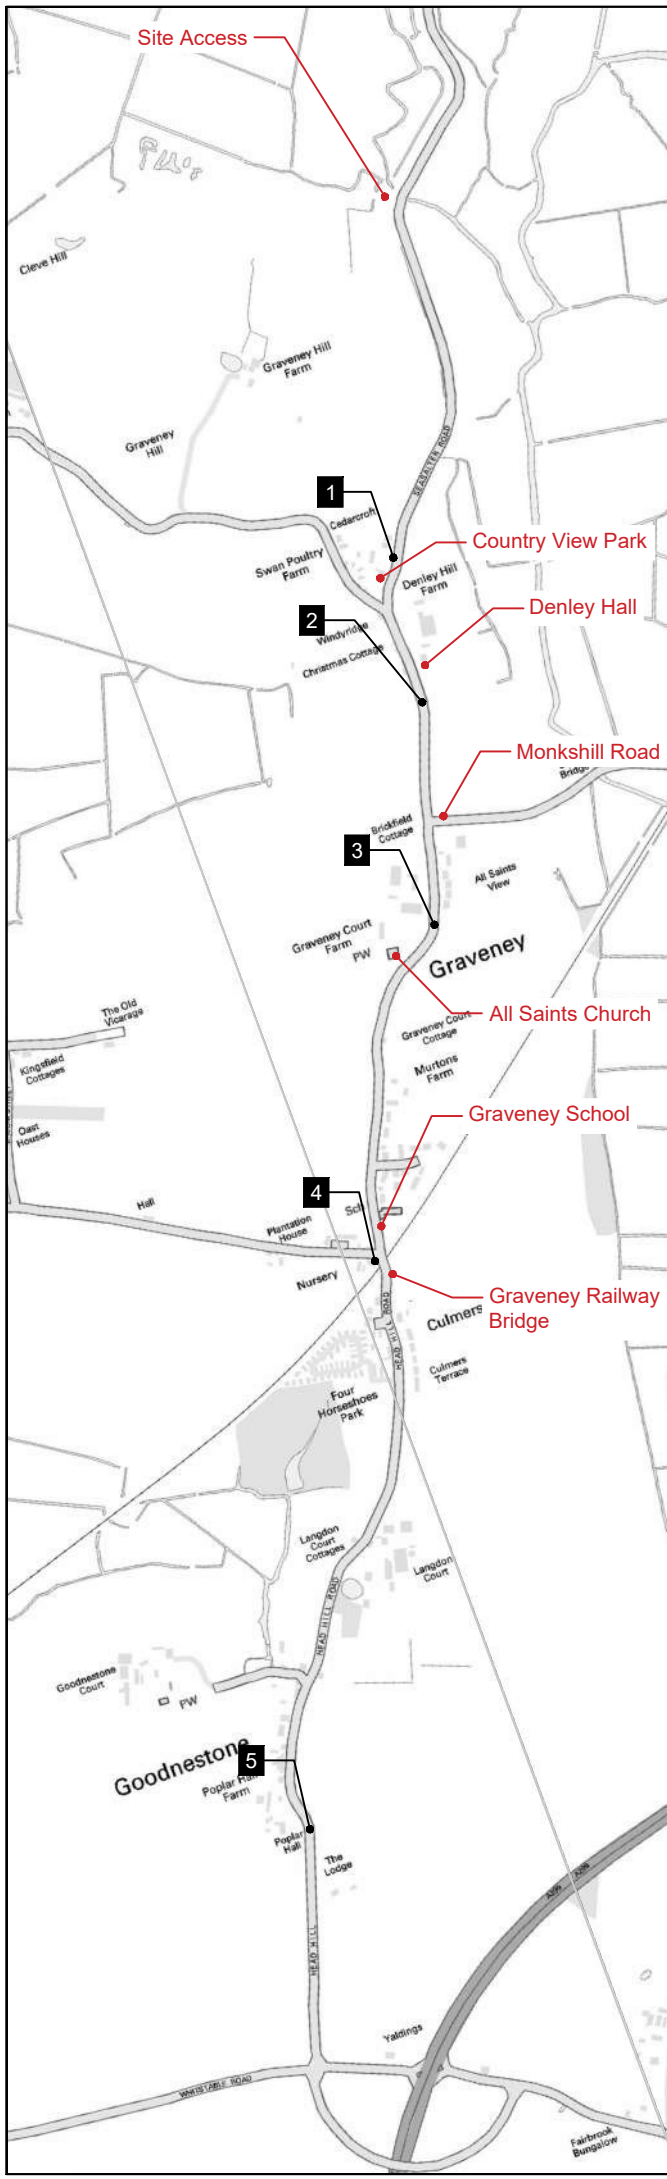 Site Access
Cleve Hill
Graveney Hill
Farm
Graveney
Hill
SEASALTER ROAD
1
Cedarcroft
Country View Park
Swan Poultry
Farm
Denley Hill
Farm
Denley Hall
2
Windyridge
Christmas Cottage
Monkshill Road
Bridge
Brickfield
Cottage
3
All Saints
View
Graveney Court
Farm
PW
Graveney
The Old
Vicarage
All Saints Church
Graveney Court
Cottage
Kingsfield
Cottages
Murtons
Farm
Oast
Houses
Graveney School
4
Hall
Sch
Plantation
House
Nursery
Graveney Railway
Bridge
HEAD HILL ROAD
Culmers
Culmers
Terrace
Four
Horseshoes
Park
Langdon
Court
Cottages
Langdon
Court
HEAD HILL ROAD
Goodnestone
Court
PW
Goodnestone
5
Poplar Hall
Farm
Poplar
Hall
The
Lodge
A299 A299
HEAD HILL
Yaldings
WHITSTABLE ROAD
Fairbrook
Bungalow